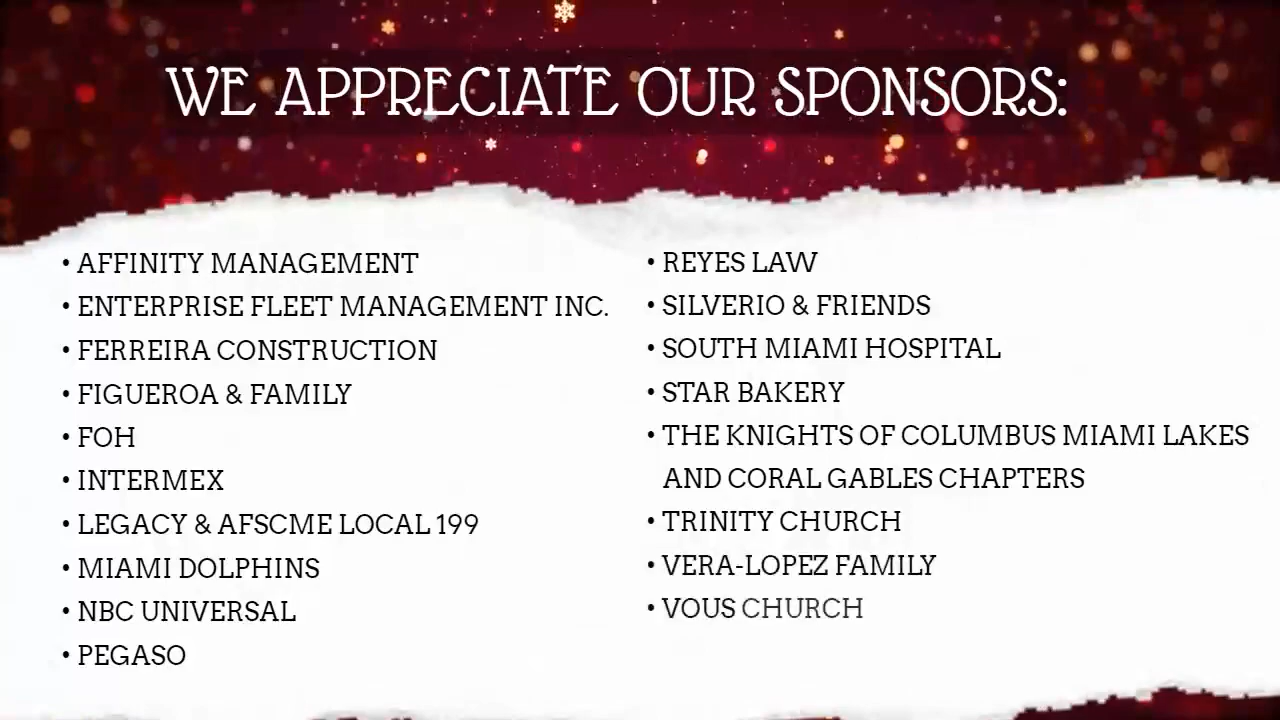 WE APPRECIATE OUR SPONSORS:
• AFFINITY MANAGEMENT
• ENTERPRISE FLEET MANAGEMENT INC.
• FERREIRA CONSTRUCTION
• FIGUEROA & FAMILY
• FOH
• INTERMEX
• LEGACY & AFSCME LOCAL 199
• MIAMI DOLPHINS
• NBC UNIVERSAL
• PEGASO
• REYES LAW
• SILVERIO & FRIENDS
• SOUTH MIAMI HOSPITAL
• STAR BAKERY
• THE KNIGHTS OF COLUMBUS MIAMI LAKES
AND CORAL GABLES CHAPTERS
• TRINITY CHURCH
• VERA-LOPEZ FAMILY
• VOUS CHURCH